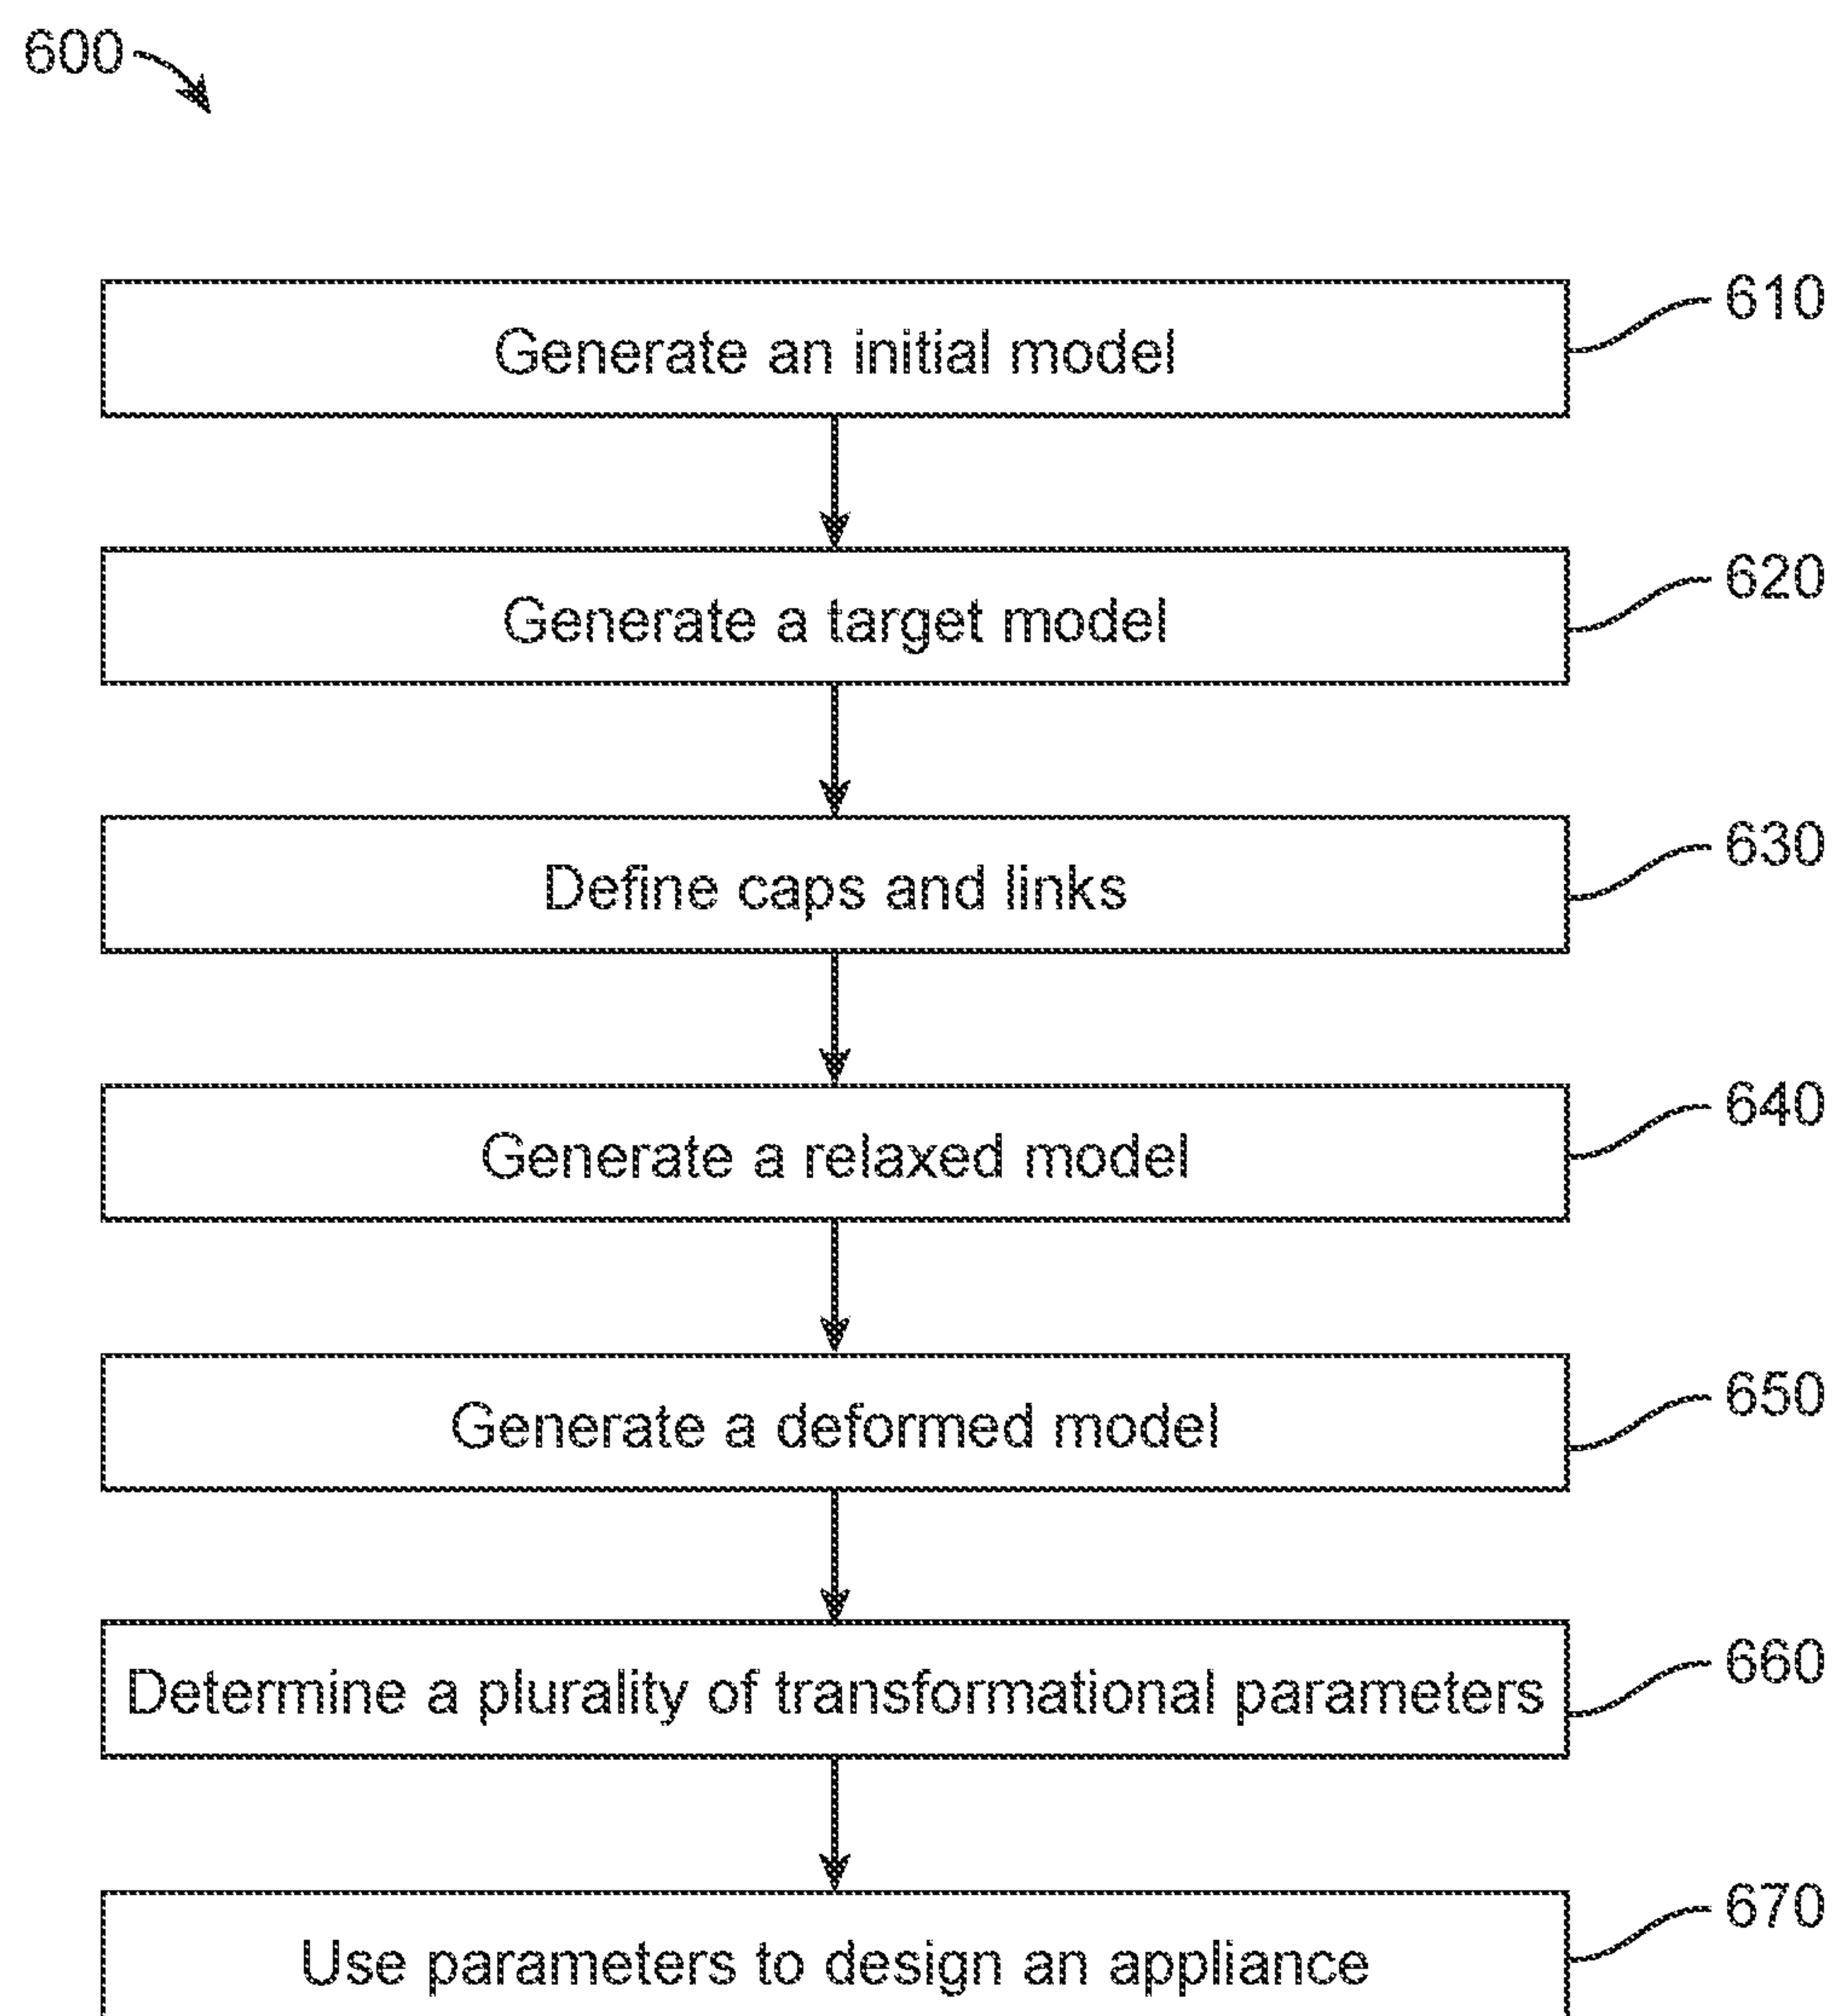 600
Generate an initial model
610
Generate a target model
620
Define caps and links
630
Generate a relaxed model
640
Generate a deformed model
650
Determine a plurality of transformational parameters
660
Use parameters to design an appliance
670